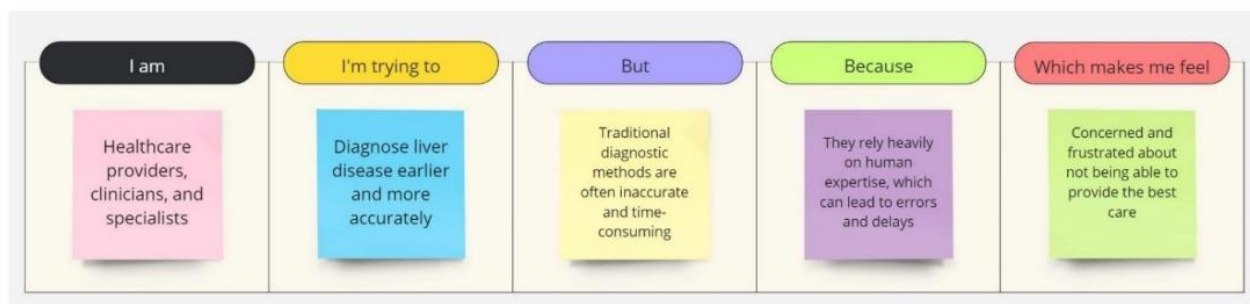 I am
I'm trying to
But
Because
Which makes me feel
Healthcare
providers,
clinicians, and
specialists
Diagnose liver
disease earlier
and more
accurately
Traditional
diagnostic
methods are
often inaccurate
and time-
consuming
They rely heavily
on human
expertise, which
can lead to errors
and delays
Concerned and
frustrated about
not being able to
provide the best
care